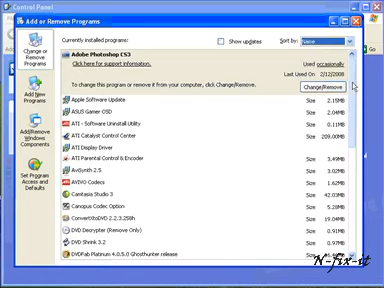 Control Panel
Add or Remove Programs
Change or Remove Programs
Currently installed programs:
Show updates
Sort by: Name
Adobe Photoshop CS3
Click here for support information.
Used occasionally
Last Used On 2/12/2008
To change this program or remove it from your computer, click Change/Remove.
Change/Remove
Add New Programs
Add/Remove Windows Components
Set Program Access and Defaults
Apple Software Update Size 2.15MB
ASUS Gamer OSD Size 2.04MB
ATI - Software Uninstall Utility Size 0.11MB
ATI Catalyst Control Center Size 209.00MB
ATI Display Driver
ATI Parental Control & Encoder Size 3.49MB
AviSynth 2.5 Size 3.02MB
AVIVO Codecs Size 1.62MB
Camtasia Studio 3 Size 42.03MB
Canopus Codec Option Size 5.28MB
ConvertXtoDVD 2.2.3.258h Size 19.04MB
DVD Decrypter (Remove Only) Size 0.91MB
DVD Shrink 3.2 Size
DVDFab Platinum 4.0.5.0 Ghosthunter release Size
N-fix-it